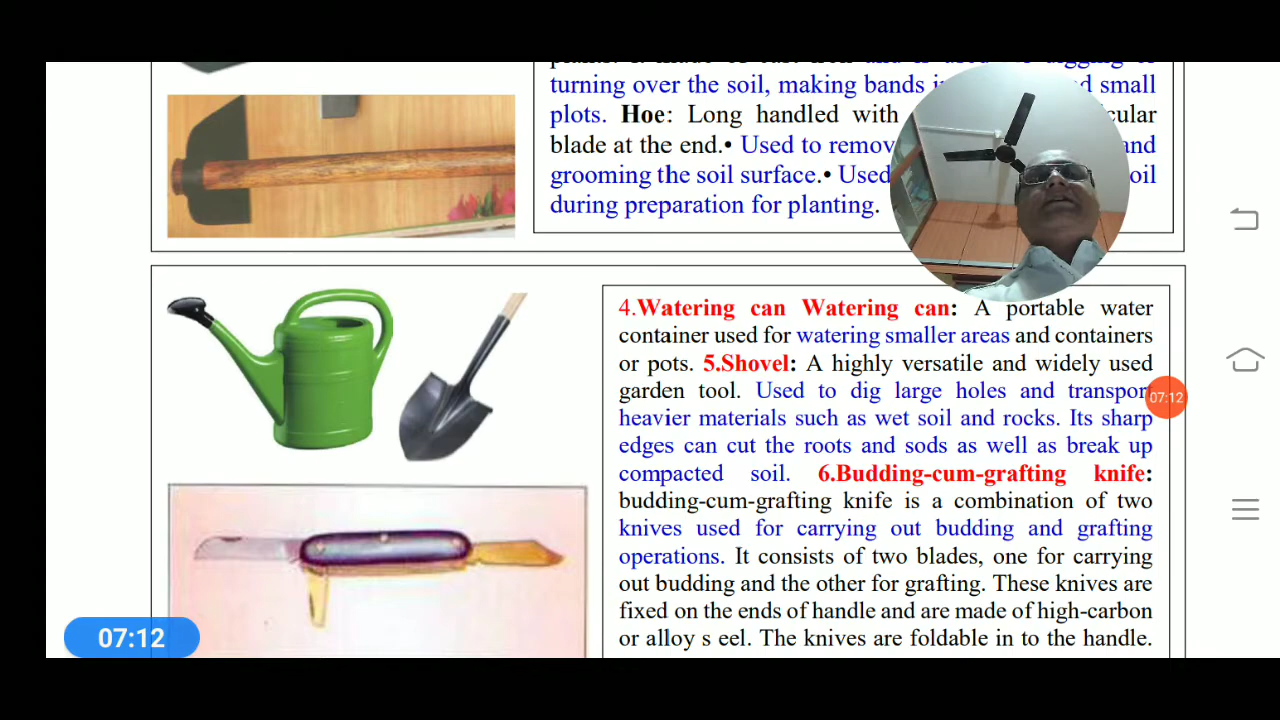 turning over the soil, making bands small
plots. Hoe: Long handled with
blade at the end.• Used to and
grooming the soil surface.• Used oil
during preparation for planting.
4.Watering can Watering can: A portable water
container used for watering smaller areas and containers
or pots. 5.Shovel: A highly versatile and widely used
garden tool. Used to dig large holes and transport
07:12
heavier materials such as wet soil and rocks. Its sharp
edges can cut the roots and sods as well as break up
compacted soil. 6.Budding-cum-grafting knife:
budding-cum-grafting knife is a combination of two
knives used for carrying out budding and grafting
operations. It consists of two blades, one for carrying
out budding and the other for grafting. These knives are
fixed on the ends of handle and are made of high-carbon
or alloy s eel. The knives are foldable in to the handle.
07:12